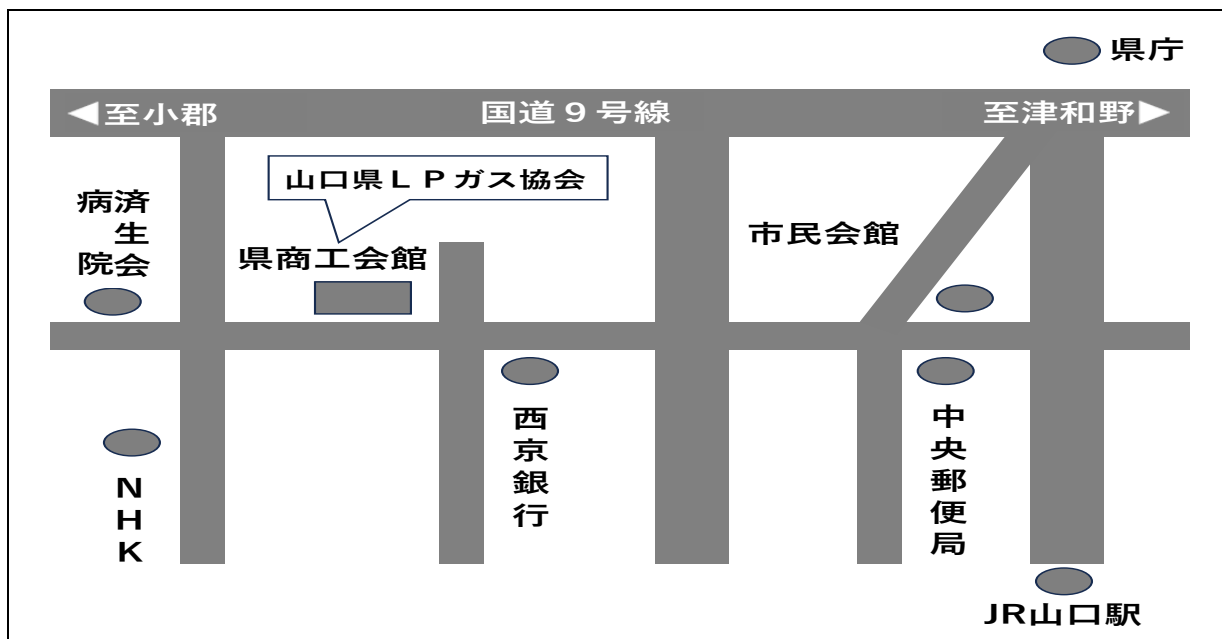 県庁
◀至小郡
国道９号線
至津和野▶
山口県ＬＰガス協会
済生会
病院
県商工会館
市民会館
西京銀行
中央郵便局
NHK
JR山口駅